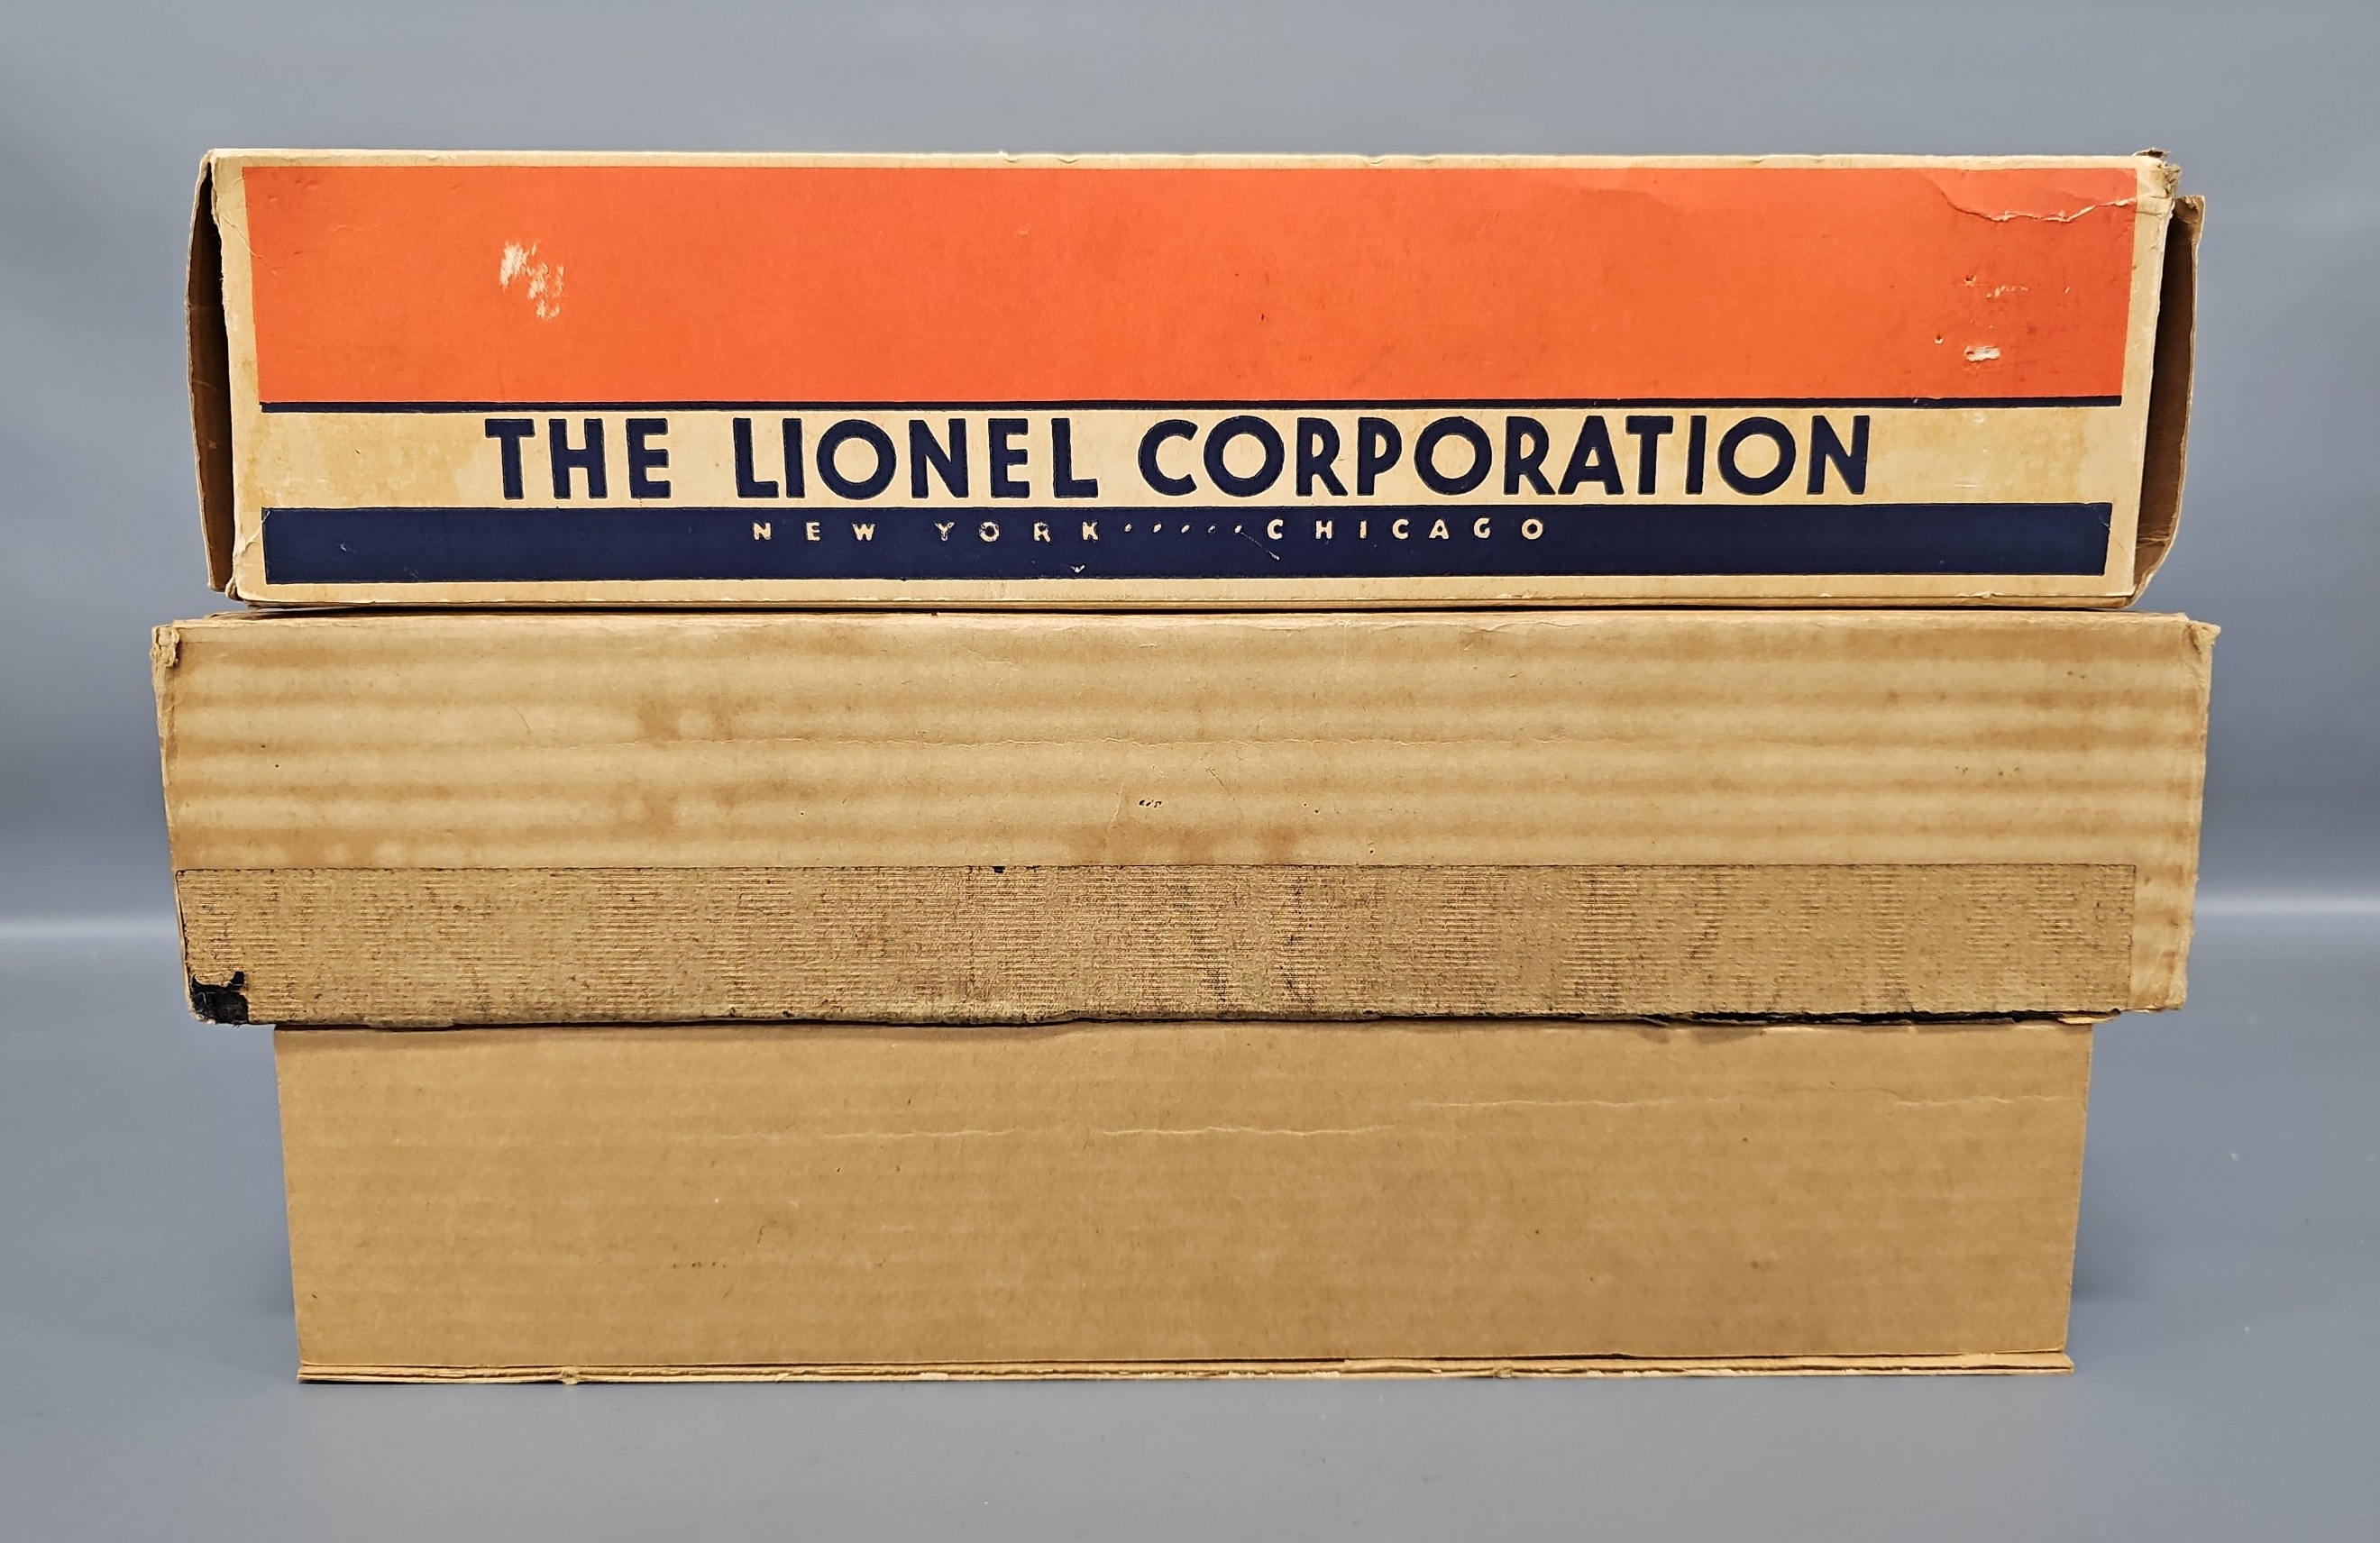 THE LIONEL CORPORATION
NEW YORK······CHICAGO